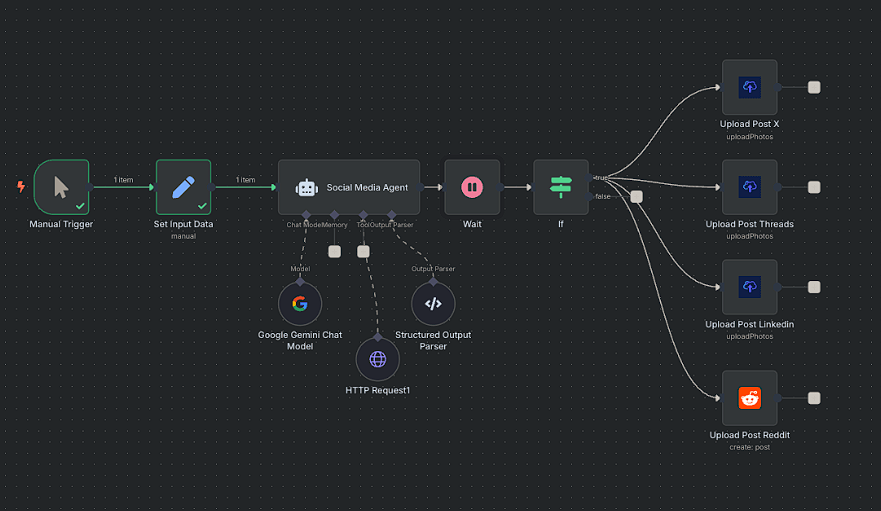 Upload Post X
uploadPhotos
1 item
1 item
Social Media Agent
true
false
Manual Trigger
Set Input Data
manual
Chat Model
Memory
Tool
Output Parser
Wait
If
Upload Post Threads
uploadPhotos
Model
Output Parser
Google Gemini Chat
Model
Structured Output
Parser
HTTP Request1
Upload Post Linkedin
uploadPhotos
Upload Post Reddit
create: post